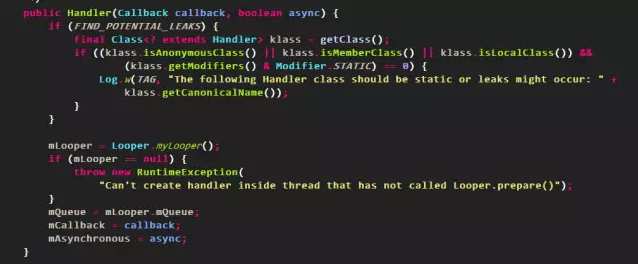 public Handler(Callback callback, boolean async) {
if (FIND_POTENTIAL_LEAKS) {
final Class<? extends Handler> klass = getClass();
if ((klass.isAnonymousClass() || klass.isMemberClass() || klass.isLocalClass()) &&
(klass.getModifiers() & Modifier.STATIC) == 0) {
Log.w(TAG, "The following Handler class should be static or leaks might occur: " +
klass.getCanonicalName());
}
}
mLooper = Looper.myLooper();
if (mLooper == null) {
throw new RuntimeException(
"Can't create handler inside thread that has not called Looper.prepare()");
}
mQueue = mLooper.mQueue;
mCallback = callback;
mAsynchronous = async;
}